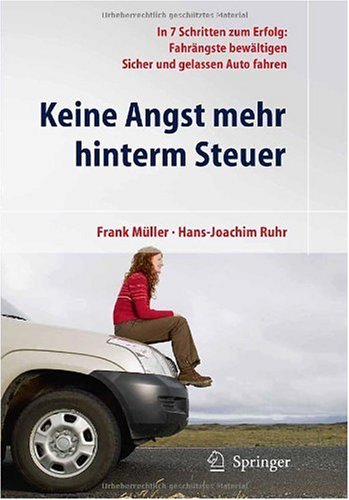 Urheberrechtlich geschütztes Material
In 7 Schritten zum Erfolg:
Fahrängste bewältigen
Sicher und gelassen Auto fahren
Keine Angst mehr
hinterm Steuer
Frank Müller · Hans-Joachim Ruhr
Springer
Urheberrechtlich geschütztes Material